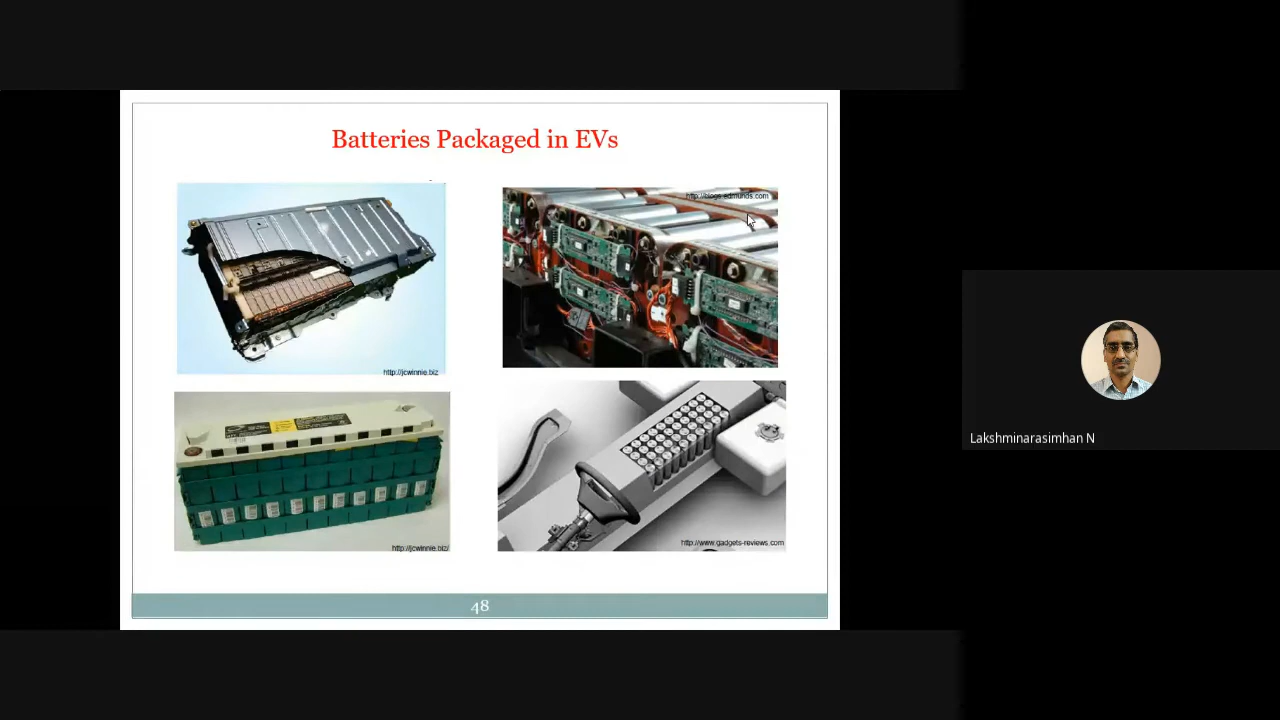 Batteries Packaged in EVs
http://blogs-edmunds.com
http://jcwinnie.biz
http://jcwinnie.biz/
http://www.gadgets-reviews.com
48
Lakshminarasimhan N